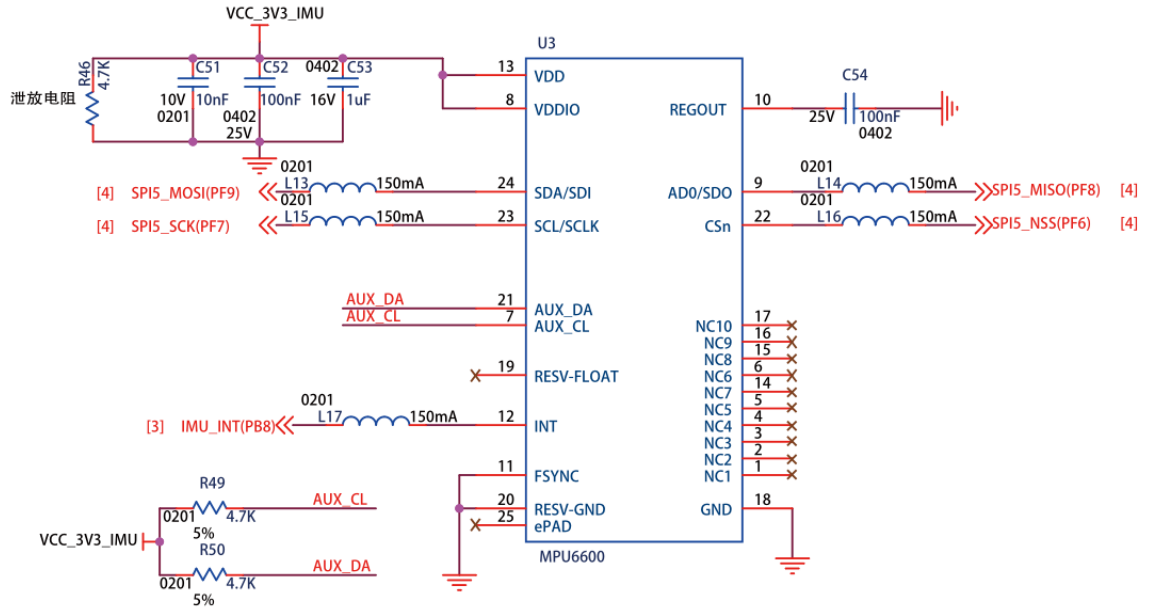 VCC_3V3_IMU
R46
4.7K
泄放电阻
C51
10V 10nF
0201
C52
100nF
0402
25V
0402 C53
16V 1uF
U3
13 VDD
8 VDDIO
REGOUT 10
C54
25V 100nF
0402
[4] SPI5_MOSI(PF9) L13 0201 150mA 24 SDA/SDI
[4] SPI5_SCK(PF7) L15 0201 150mA 23 SCL/SCLK
AD0/SDO 9 L14 0201 150mA SPI5_MISO(PF8) [4]
CSn 22 L16 0201 150mA SPI5_NSS(PF6) [4]
AUX_DA 21 AUX_DA
AUX_CL 7 AUX_CL
19 RESV-FLOAT
[3] IMU_INT(PB8) L17 0201 150mA 12 INT
11 FSYNC
20 RESV-GND
25 ePAD
NC10 17
NC9 16
NC8 15
NC6 6
NC7 14
NC5 5
NC4 4
NC3 3
NC2 2
NC1 1
GND 18
MPU6600
VCC_3V3_IMU
R49
0201 4.7K AUX_CL
5%
R50
0201 4.7K AUX_DA
5%